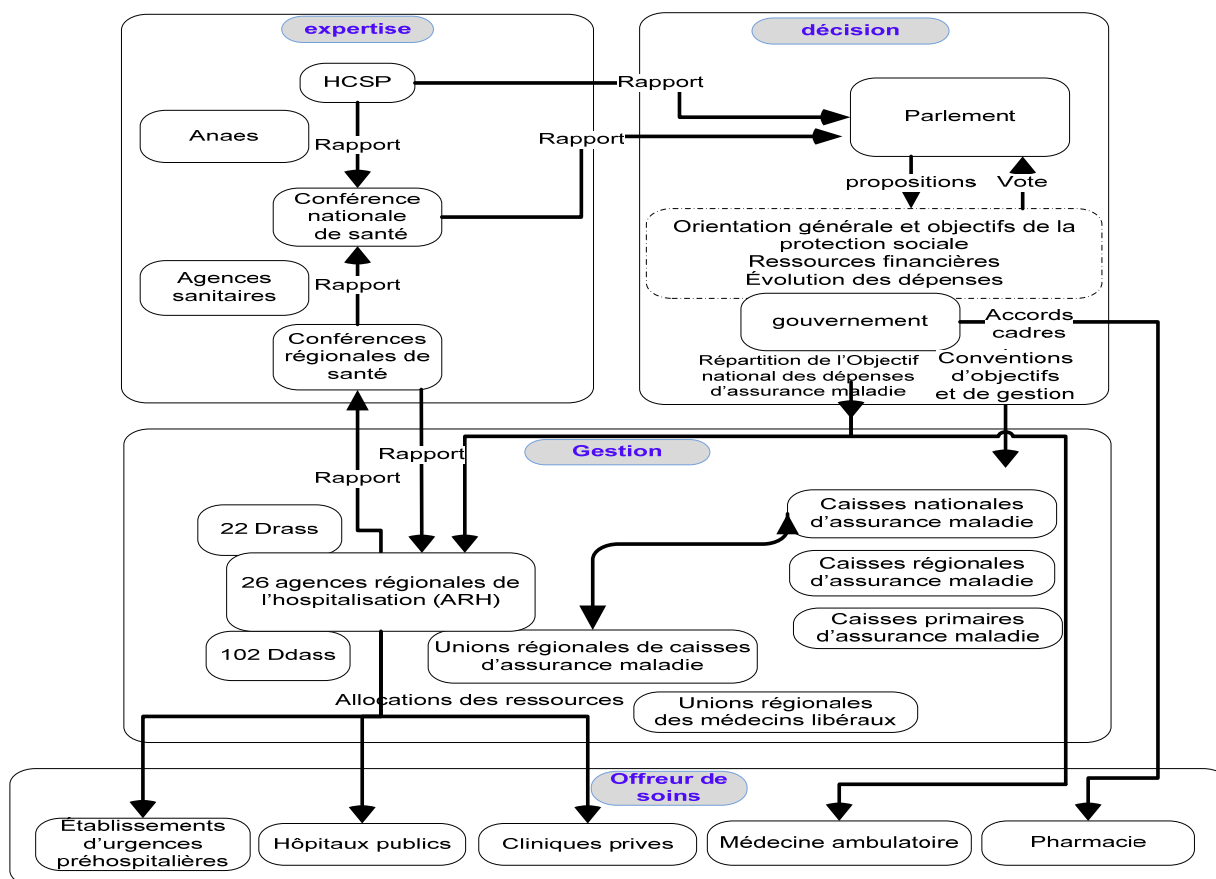 expertise
HCSP
Rapport
Anaes
Rapport
Conférence
nationale
de santé
Rapport
Agences
sanitaires
Rapport
Conférences
régionales de
santé
décision
Parlement
propositions
Vote
Orientation générale et objectifs de la
protection sociale
Ressources financières
Évolution des dépenses
gouvernement
Accords
cadres
Répartition de l'Objectif
national des dépenses
d'assurance maladie
Conventions
d'objectifs
et de gestion
Gestion
Rapport
Rapport
22 Drass
26 agences régionales de
l'hospitalisation (ARH)
102 Ddass
Caisses nationales
d'assurance maladie
Caisses régionales
d'assurance maladie
Caisses primaires
d'assurance maladie
Unions régionales de caisses
d'assurance maladie
Allocations des ressources
Unions régionales
des médecins libéraux
Offreur de
soins
Établissements
d'urgences
préhospitalières
Hôpitaux publics
Cliniques prives
Médecine ambulatoire
Pharmacie